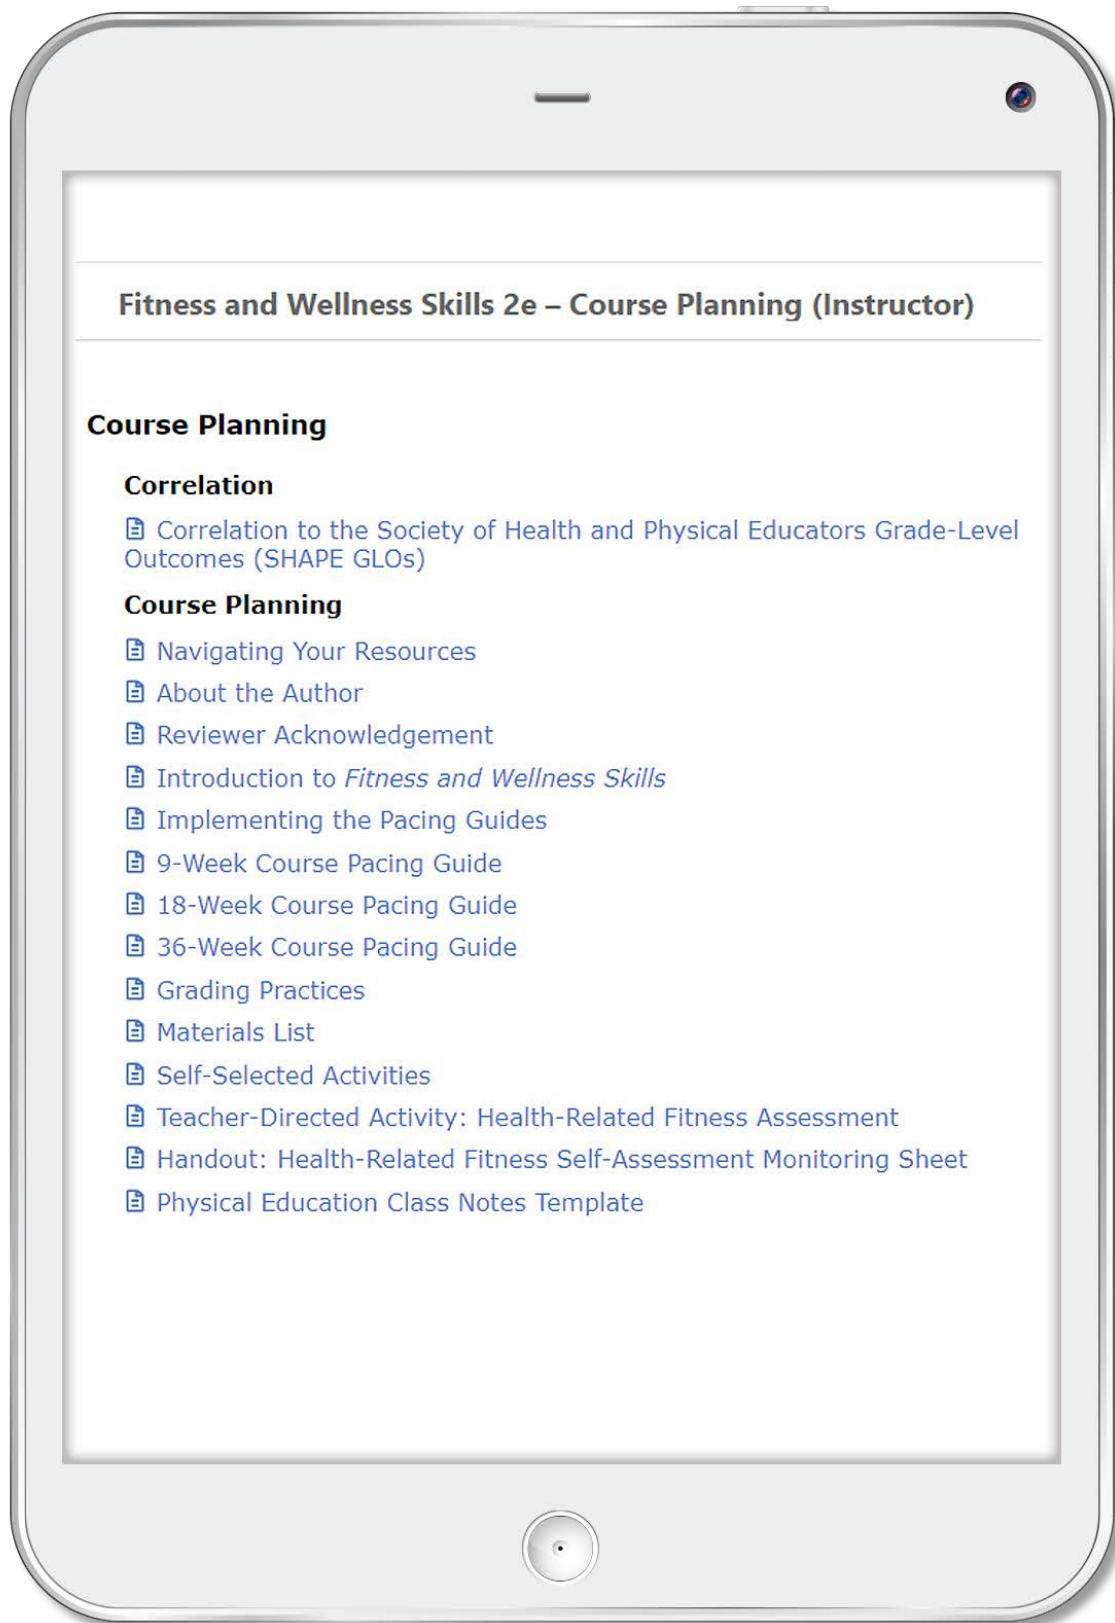 Fitness and Wellness Skills 2e – Course Planning (Instructor)
Course Planning
Correlation
Correlation to the Society of Health and Physical Educators Grade-Level
Outcomes (SHAPE GLOs)
Course Planning
Navigating Your Resources
About the Author
Reviewer Acknowledgement
Introduction to Fitness and Wellness Skills
Implementing the Pacing Guides
9-Week Course Pacing Guide
18-Week Course Pacing Guide
36-Week Course Pacing Guide
Grading Practices
Materials List
Self-Selected Activities
Teacher-Directed Activity: Health-Related Fitness Assessment
Handout: Health-Related Fitness Self-Assessment Monitoring Sheet
Physical Education Class Notes Template